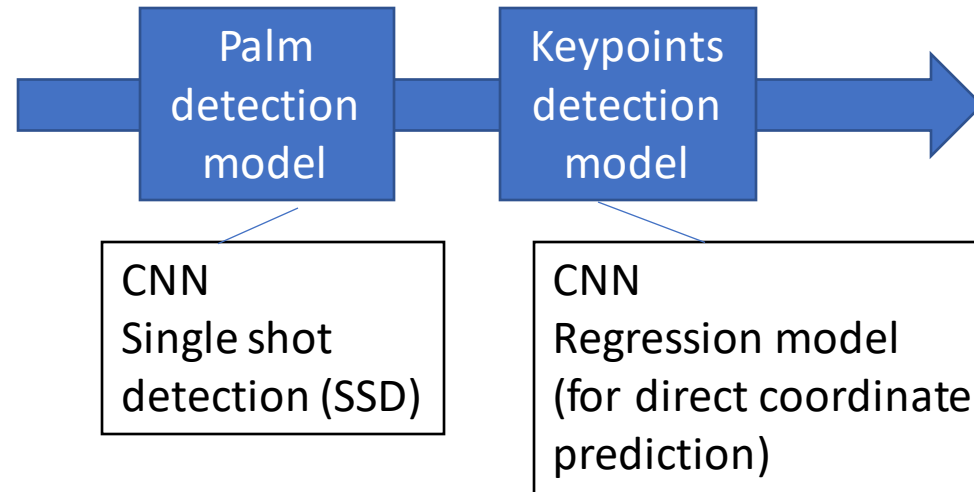 Palm
detection
model
Keypoints
detection
model
CNN
Single shot
detection (SSD)
CNN
Regression model
(for direct coordinate
prediction)